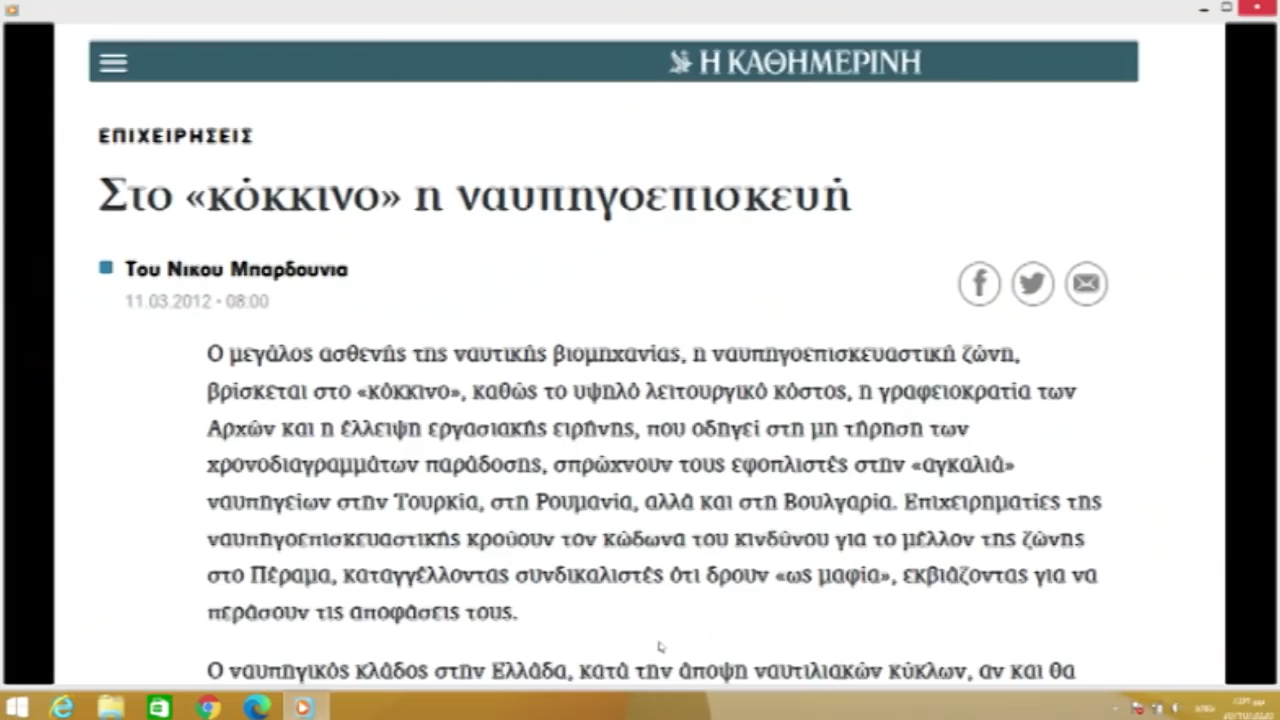 Η ΚΑΘΗΜΕΡΙΝΗ
ΕΠΙΧΕΙΡΗΣΕΙΣ
Στο «κόκκινο» η ναυπηγοεπισκευή
Του Νικου Μπαρδουνια
11.03.2012 • 08:00
Ο μεγάλος ασθενής της ναυτικής βιομηχανίας, η ναυπηγοεπισκευαστική ζώνη,
βρίσκεται στο «κόκκινο», καθώς το υψηλό λειτουργικό κόστος, η γραφειοκρατία των
Αρχών και η έλλειψη εργασιακής ειρήνης, που οδηγεί στη μη τήρηση των
χρονοδιαγραμμάτων παράδοσης, σπρώχνουν τους εφοπλιστές στην «αγκαλιά»
ναυπηγείων στην Τουρκία, στη Ρουμανία, αλλά και στη Βουλγαρία. Επιχειρηματίες της
ναυπηγοεπισκευαστικής κρούουν τον κώδωνα του κινδύνου για το μέλλον της ζώνης
στο Πέραμα, καταγγέλλοντας συνδικαλιστές ότι δρουν «ως μαφία», εκβιάζοντας για να
περάσουν τις αποφάσεις τους.
Ο ναυπηγικός κλάδος στην Ελλάδα, κατά την άποψη ναυτιλιακών κύκλων, αν και θα